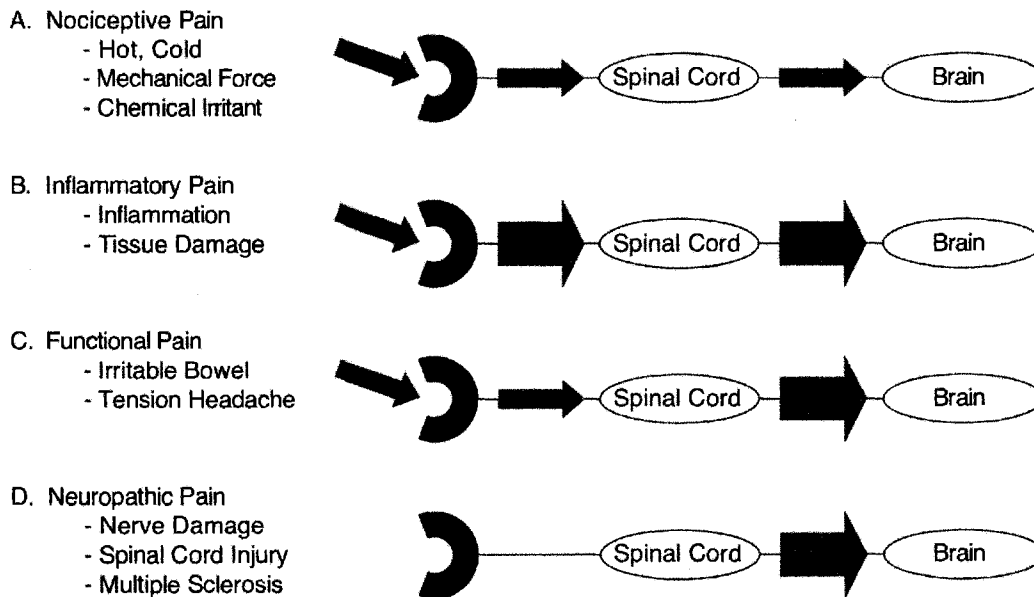 A. Nociceptive Pain
- Hot, Cold
- Mechanical Force
- Chemical Irritant
Spinal Cord
Brain
B. Inflammatory Pain
- Inflammation
- Tissue Damage
Spinal Cord
Brain
C. Functional Pain
- Irritable Bowel
- Tension Headache
Spinal Cord
Brain
D. Neuropathic Pain
- Nerve Damage
- Spinal Cord Injury
- Multiple Sclerosis
Spinal Cord
Brain